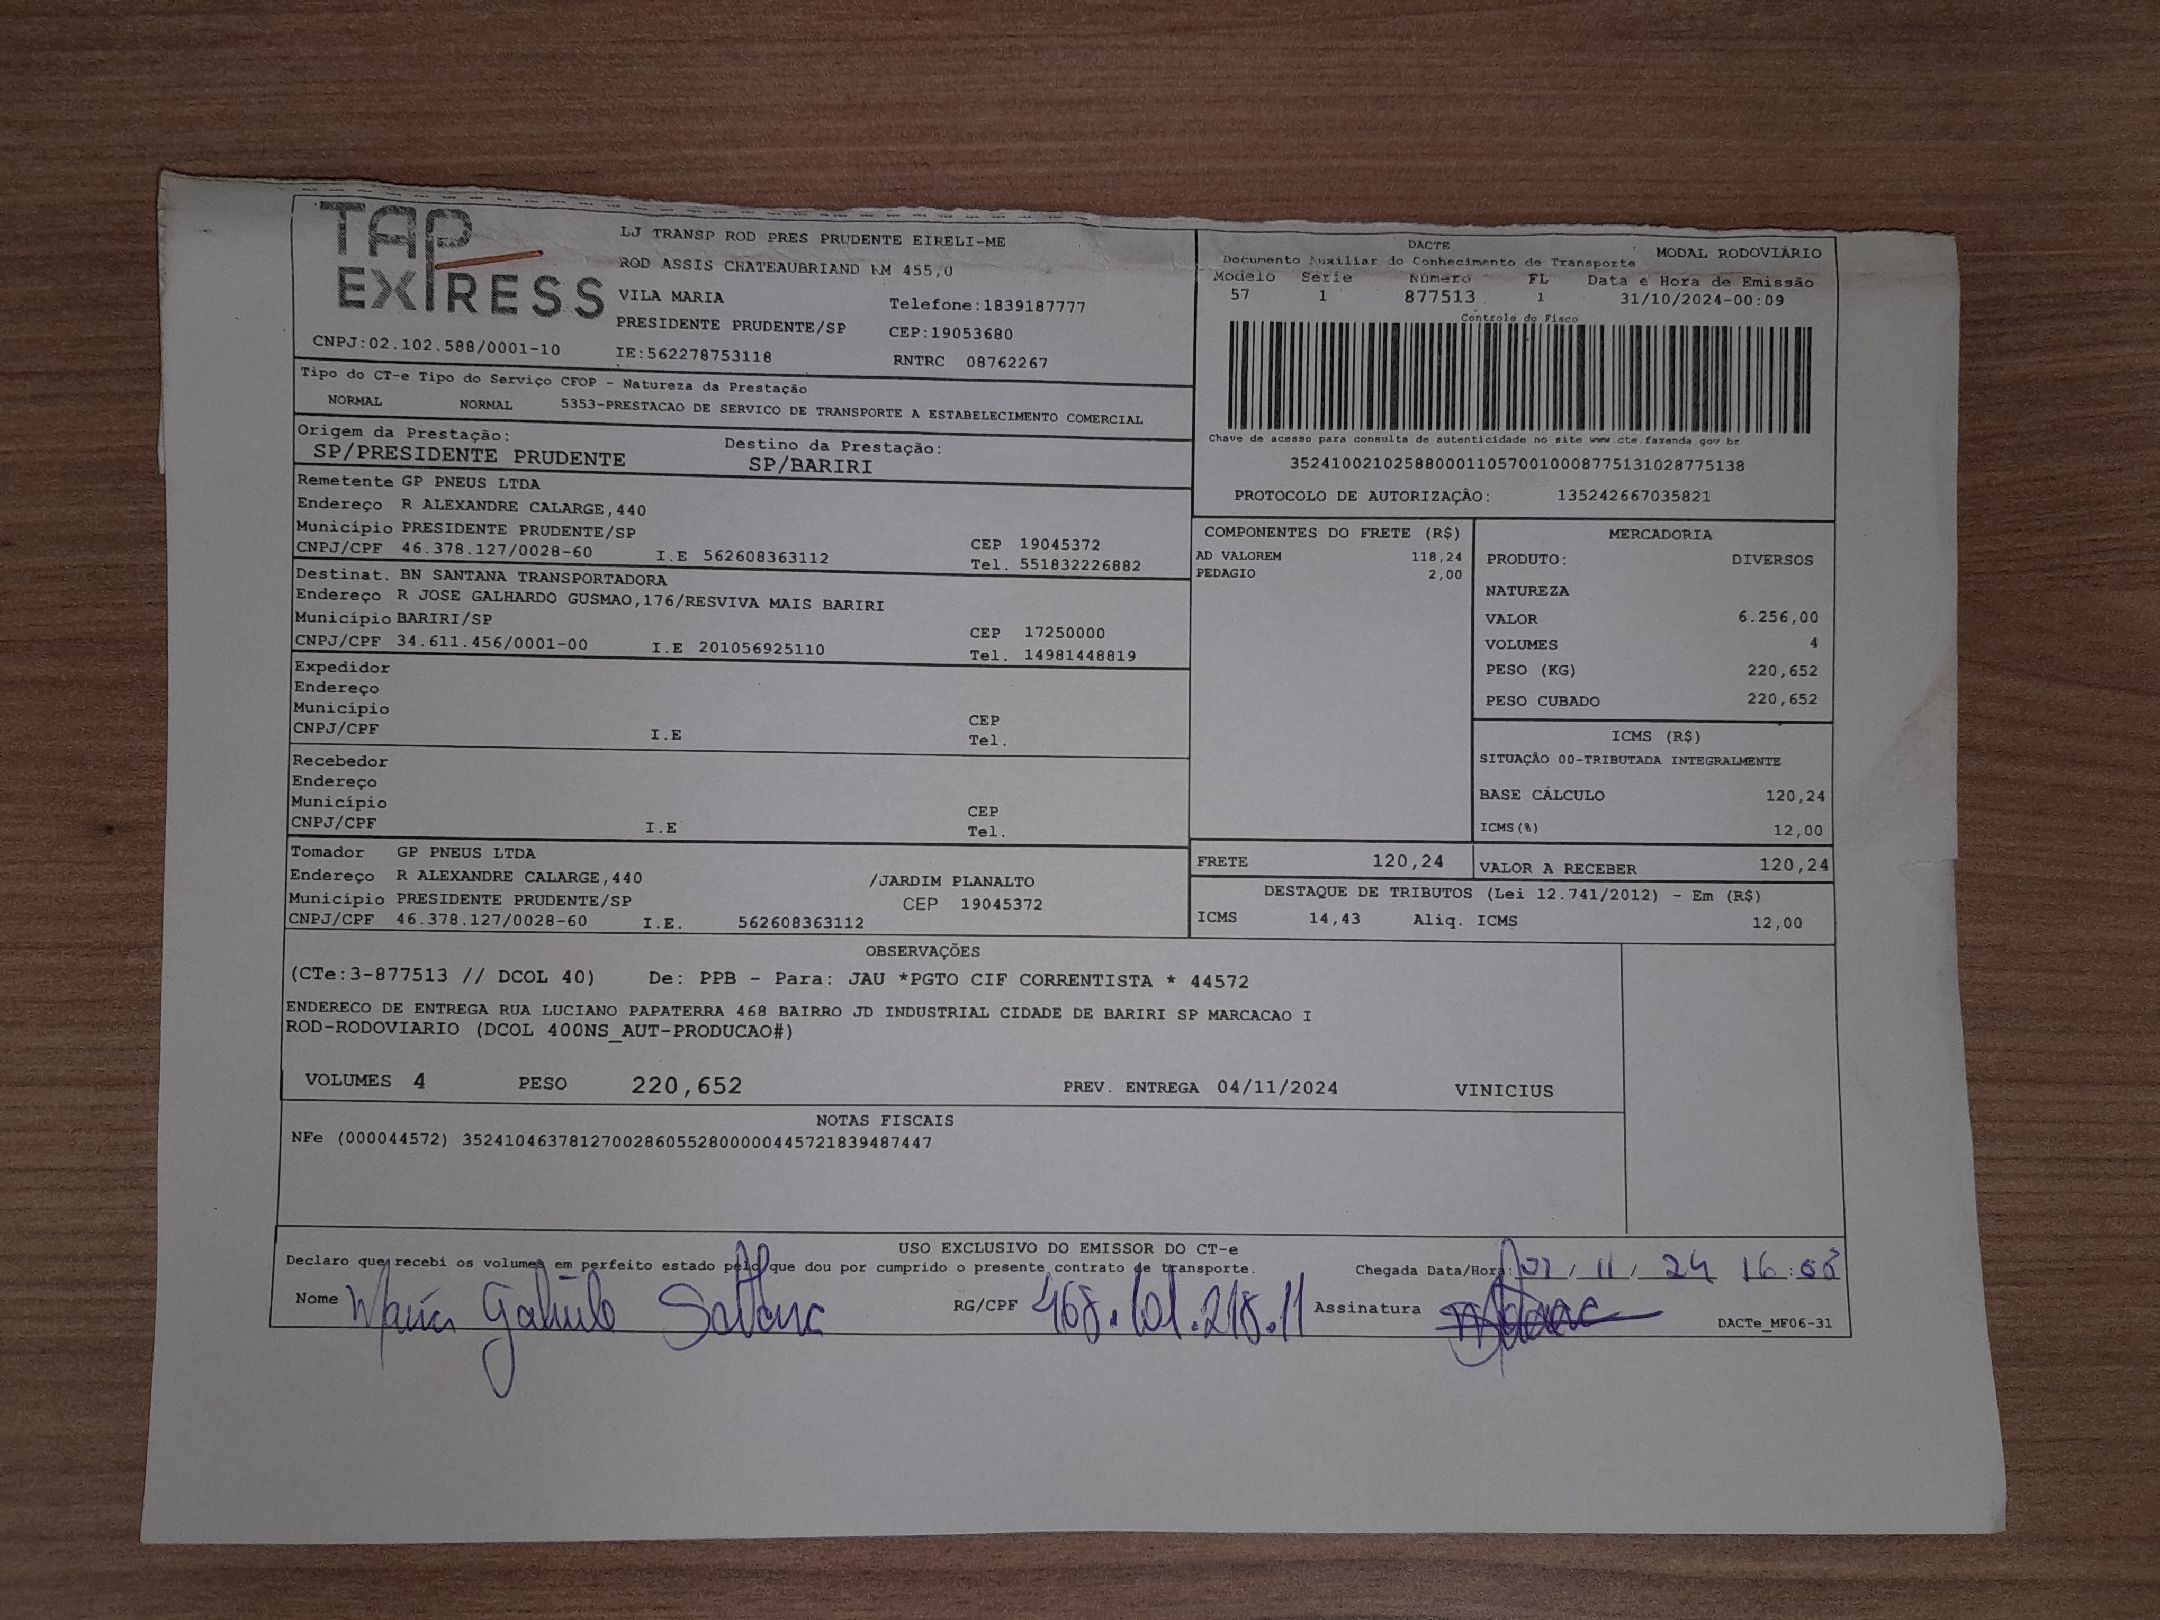 TAP EXPRESS
LJ TRANSP ROD PRES PRUDENTE EIRELI-ME
ROD ASSIS CHATEAUBRIAND KM 455,0
VILA MARIA Telefone:1839187777
PRESIDENTE PRUDENTE/SP CEP:19053680
CNPJ:02.102.588/0001-10 IE:562278753118 RNTRC 08762267
DACTE MODAL RODOVIÁRIO
Documento Auxiliar do Conhecimento de Transporte
Modelo Série Número FL Data e Hora de Emissão
57 1 877513 1 31/10/2024-00:09
Controle do Fisco
Chave de acesso para consulta de autenticidade no site www.cte.fazenda.gov.br
35241002102588000110570010008775131028775138
PROTOCOLO DE AUTORIZAÇÃO: 135242667035821
Tipo do CT-e Tipo do Serviço CFOP - Natureza da Prestação
NORMAL NORMAL 5353-PRESTACAO DE SERVICO DE TRANSPORTE A ESTABELECIMENTO COMERCIAL
Origem da Prestação: Destino da Prestação:
SP/PRESIDENTE PRUDENTE SP/BARIRI
Remetente GP PNEUS LTDA
Endereço R ALEXANDRE CALARGE,440
Município PRESIDENTE PRUDENTE/SP CEP 19045372
CNPJ/CPF 46.378.127/0028-60 I.E 562608363112 Tel. 551832226882
Destinat. BN SANTANA TRANSPORTADORA
Endereço R JOSE GALHARDO GUSMAO,176/RESVIVA MAIS BARIRI
Município BARIRI/SP CEP 17250000
CNPJ/CPF 34.611.456/0001-00 I.E 201056925110 Tel. 14981448819
Expedidor
Endereço
Município CEP
CNPJ/CPF I.E Tel.
Recebedor
Endereço
Município CEP
CNPJ/CPF I.E Tel.
Tomador GP PNEUS LTDA
Endereço R ALEXANDRE CALARGE,440 /JARDIM PLANALTO
Município PRESIDENTE PRUDENTE/SP CEP 19045372
CNPJ/CPF 46.378.127/0028-60 I.E. 562608363112
COMPONENTES DO FRETE (R$)
AD VALOREM 118,24
PEDAGIO 2,00
MERCADORIA
PRODUTO: DIVERSOS
NATUREZA
VALOR 6.256,00
VOLUMES 4
PESO (KG) 220,652
PESO CUBADO 220,652
ICMS (R$)
SITUAÇÃO 00-TRIBUTADA INTEGRALMENTE
BASE CÁLCULO 120,24
ICMS(%) 12,00
FRETE 120,24 VALOR A RECEBER 120,24
DESTAQUE DE TRIBUTOS (Lei 12.741/2012) - Em (R$)
ICMS 14,43 Aliq. ICMS 12,00
OBSERVAÇÕES
(CTe:3-877513 // DCOL 40) De: PPB - Para: JAU *PGTO CIF CORRENTISTA * 44572
ENDERECO DE ENTREGA RUA LUCIANO PAPATERRA 468 BAIRRO JD INDUSTRIAL CIDADE DE BARIRI SP MARCACAO I
ROD-RODOVIARIO (DCOL 400NS_AUT-PRODUCAO#)
VOLUMES 4 PESO 220,652 PREV. ENTREGA 04/11/2024 VINICIUS
NOTAS FISCAIS
NFe (000044572) 35241046378127002860552800000445721839487447
USO EXCLUSIVO DO EMISSOR DO CT-e
Declaro que recebi os volumes em perfeito estado pelo que dou por cumprido o presente contrato de transporte. Chegada Data/Hora: 11 / 24 16:
Nome Maria RG/CPF 468.101.218.11 Assinatura
DACTe_MF06-31